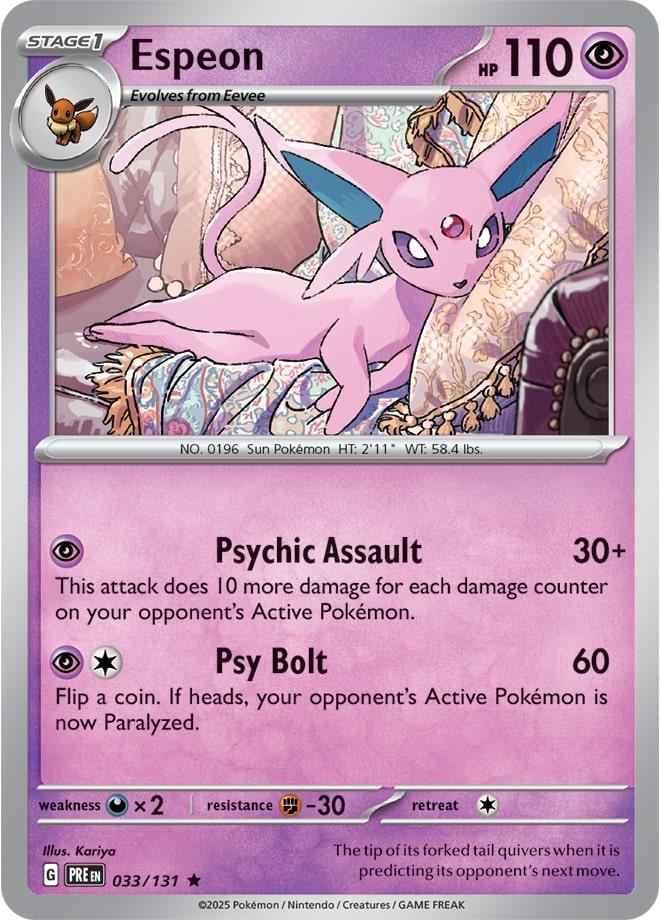 STAGE 1
Espeon
HP 110
Evolves from Eevee
NO. 0196 Sun Pokémon HT: 2'11" WT: 58.4 lbs.
Psychic Assault 30+
This attack does 10 more damage for each damage counter
on your opponent's Active Pokémon.
Psy Bolt 60
Flip a coin. If heads, your opponent's Active Pokémon is
now Paralyzed.
weakness ×2 resistance -30 retreat
Illus. Kariya
The tip of its forked tail quivers when it is
G PRE EN 033/131 ★
predicting its opponent's next move.
©2025 Pokémon / Nintendo / Creatures / GAME FREAK